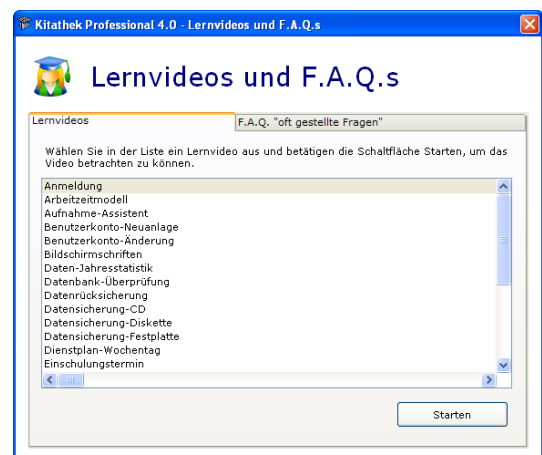 Kitathek Professional 4.0 - Lernvideos und F.A.Q.s
Lernvideos und F.A.Q.s
Lernvideos
F.A.Q. "oft gestellte Fragen"
Wählen Sie in der Liste ein Lernvideo aus und betätigen die Schaltfläche Starten, um das
Video betrachten zu können.
Anmeldung
Arbeitzeitmodell
Aufnahme-Assistent
Benutzerkonto-Neuanlage
Benutzerkonto-Änderung
Bildschirmschriften
Daten-Jahresstatistik
Datenbank-Überprüfung
Datenrücksicherung
Datensicherung-CD
Datensicherung-Diskette
Datensicherung-Festplatte
Dienstplan-Wochentag
Einschulungstermin
Starten